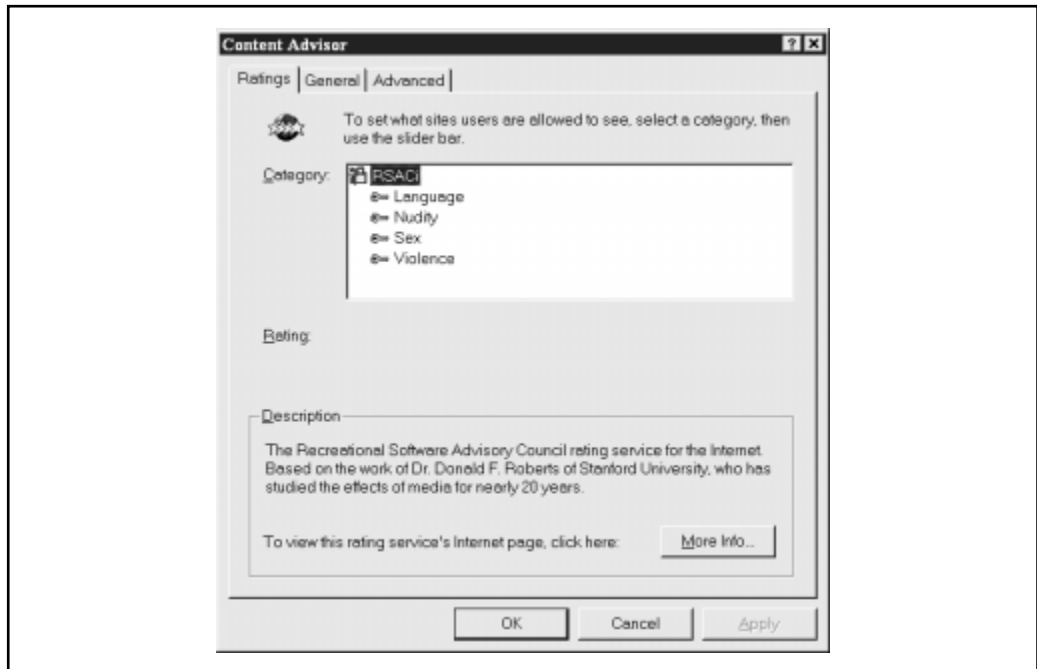 Content Advisor
Ratings General Advanced
To set what sites users are allowed to see, select a category, then
use the slider bar.
Category:
RSACi
Language
Nudity
Sex
Violence
Rating:
Description
The Recreational Software Advisory Council rating service for the Internet.
Based on the work of Dr. Donald F. Roberts of Stanford University, who has
studied the effects of media for nearly 20 years.
To view this rating service's Internet page, click here:
More Info...
OK Cancel Apply